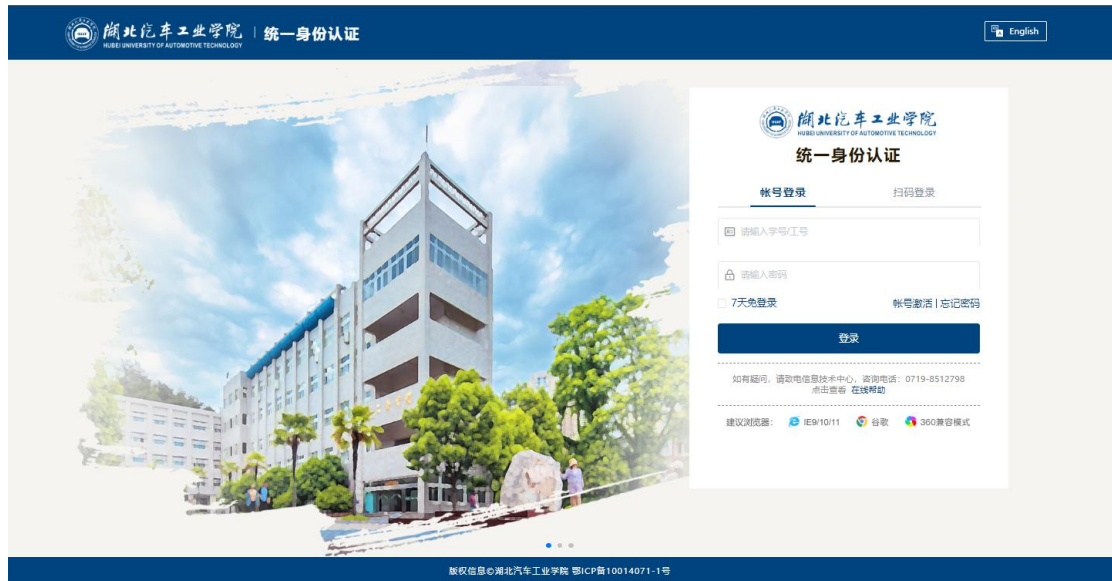 湖北汽车工业学院
HUBEI UNIVERSITY OF AUTOMOTIVE TECHNOLOGY
统一身份认证
English
湖北汽车工业学院
HUBEI UNIVERSITY OF AUTOMOTIVE TECHNOLOGY
统一身份认证
帐号登录 扫码登录
请输入学号/工号
请输入密码
7天免登录 帐号激活 | 忘记密码
登录
如有疑问，请致电信息技术中心，咨询电话：0719-8512798
点击查看 在线帮助
建议浏览器： IE9/10/11 谷歌 360兼容模式
版权信息©湖北汽车工业学院 鄂ICP备10014071-1号